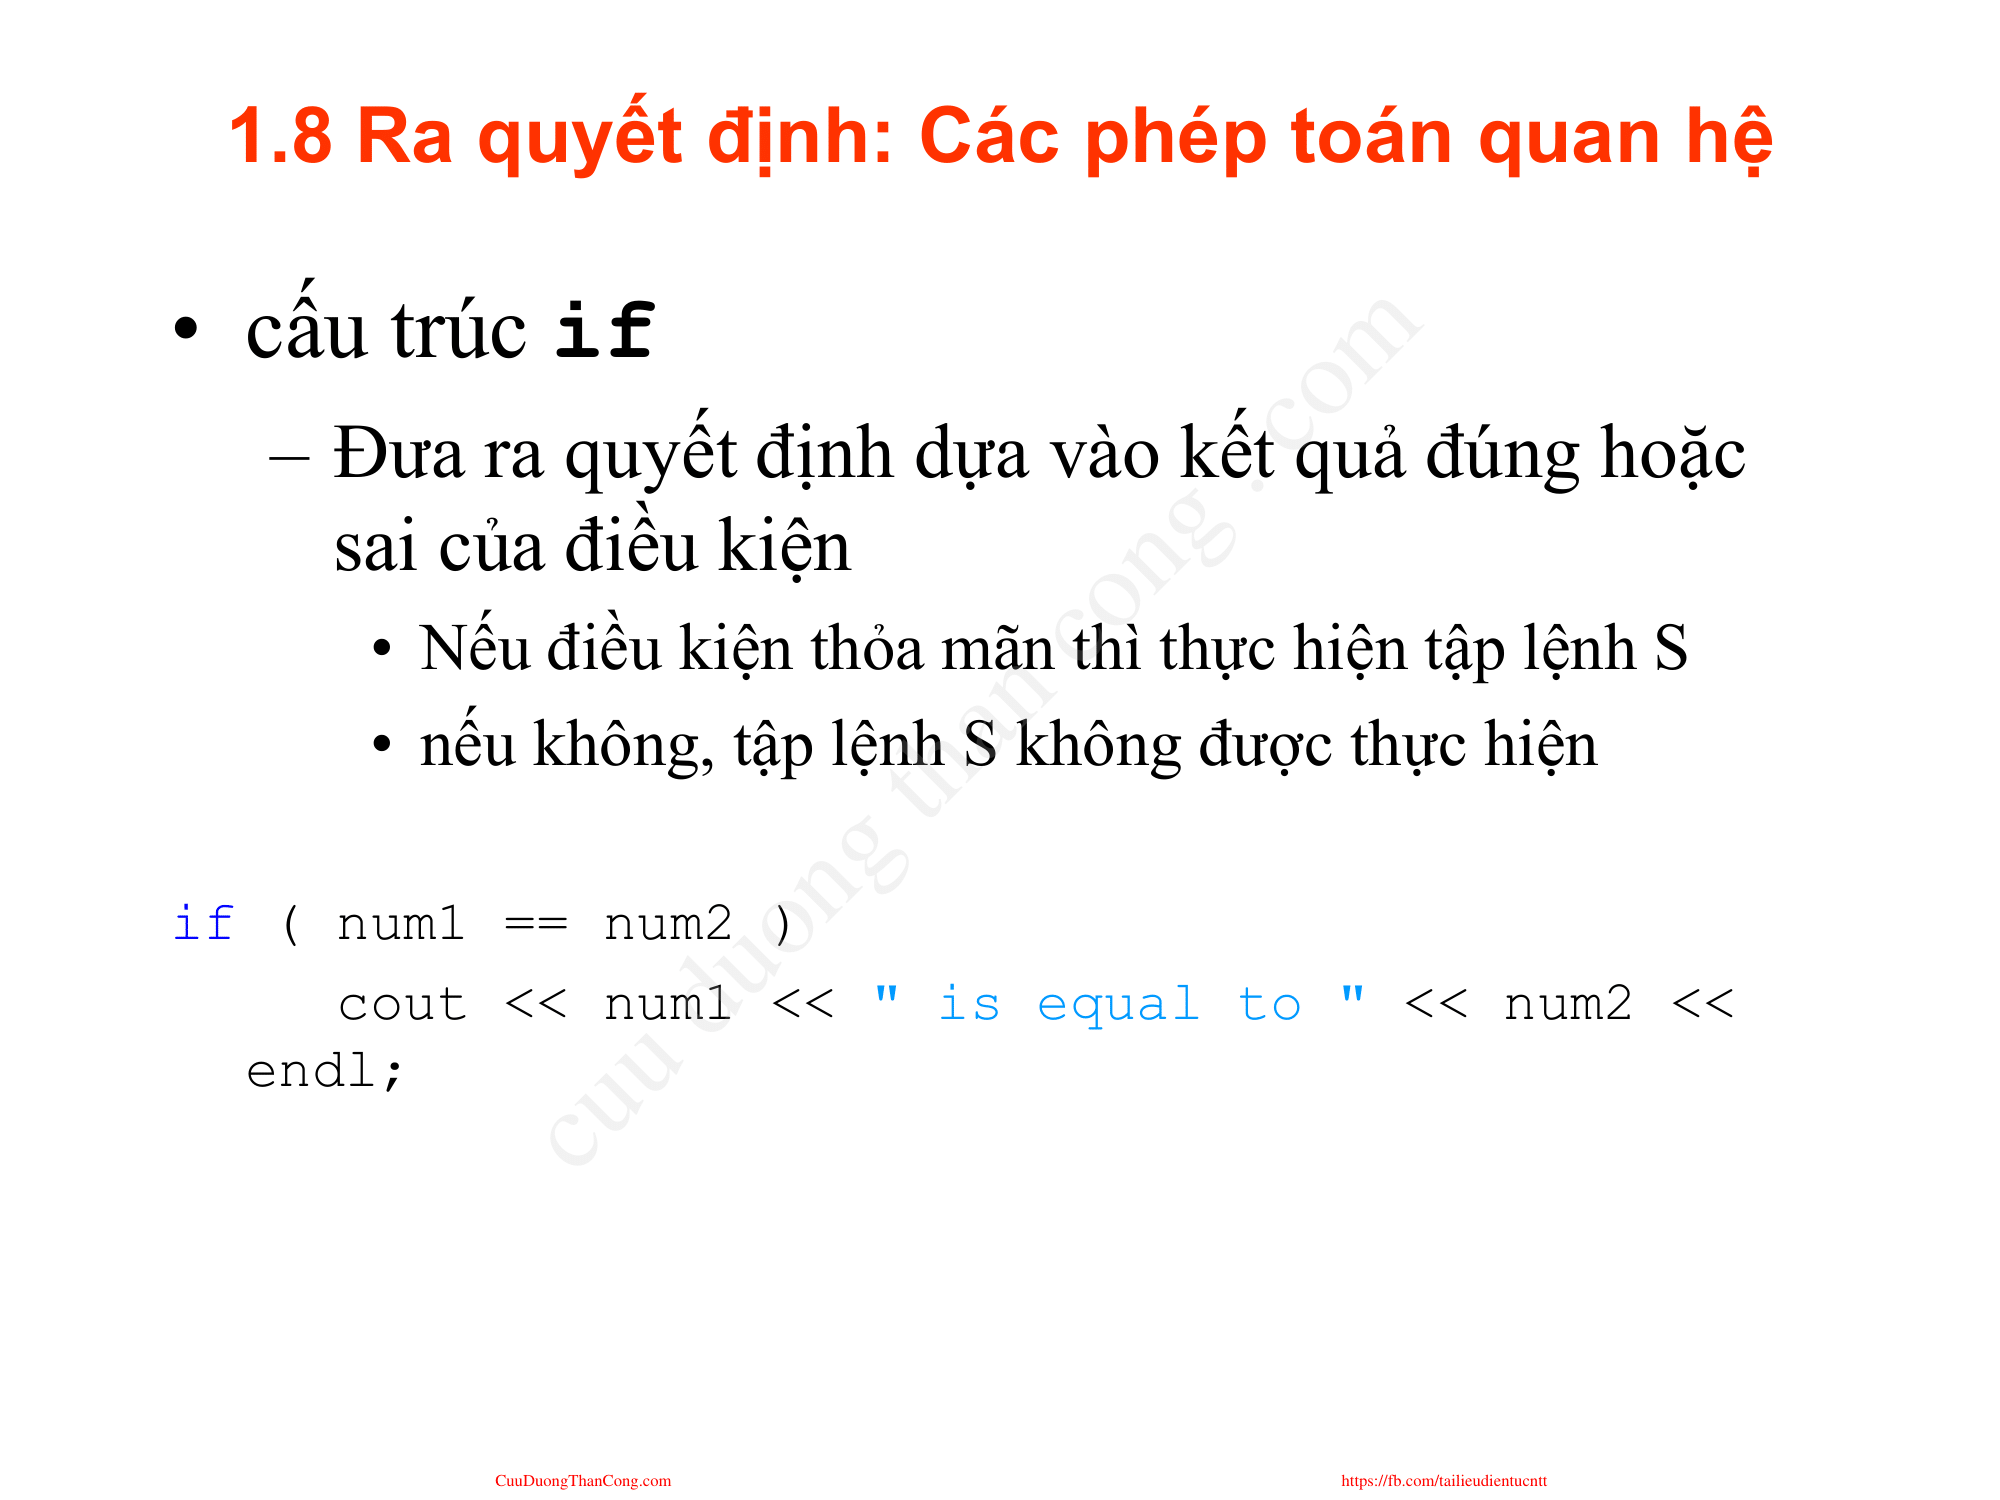 1.8 Ra quyết định: Các phép toán quan hệ
• cấu trúc if
– Đưa ra quyết định dựa vào kết quả đúng hoặc
sai của điều kiện
• Nếu điều kiện thỏa mãn thì thực hiện tập lệnh S
• nếu không, tập lệnh S không được thực hiện
if ( num1 == num2 )
cout << num1 << " is equal to " << num2 <<
endl;
cuu duong than cong . com
CuuDuongThanCong.com
https://fb.com/tailieudientucntt